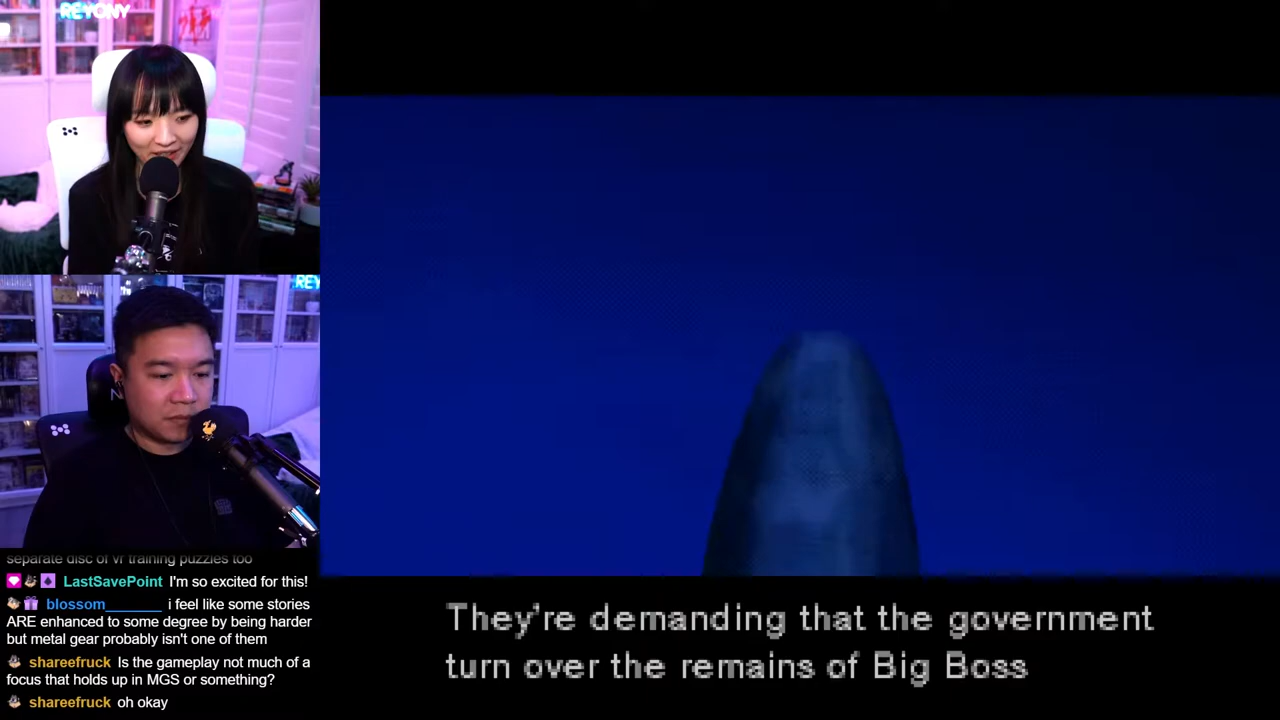 REYONY
REY
separate disc of vr training puzzles too
LastSavePoint I'm so excited for this!
blossom_______ i feel like some stories
ARE enhanced to some degree by being harder
but metal gear probably isn't one of them
shareefruck Is the gameplay not much of a
focus that holds up in MGS or something?
shareefruck oh okay
They're demanding that the government
turn over the remains of Big Boss